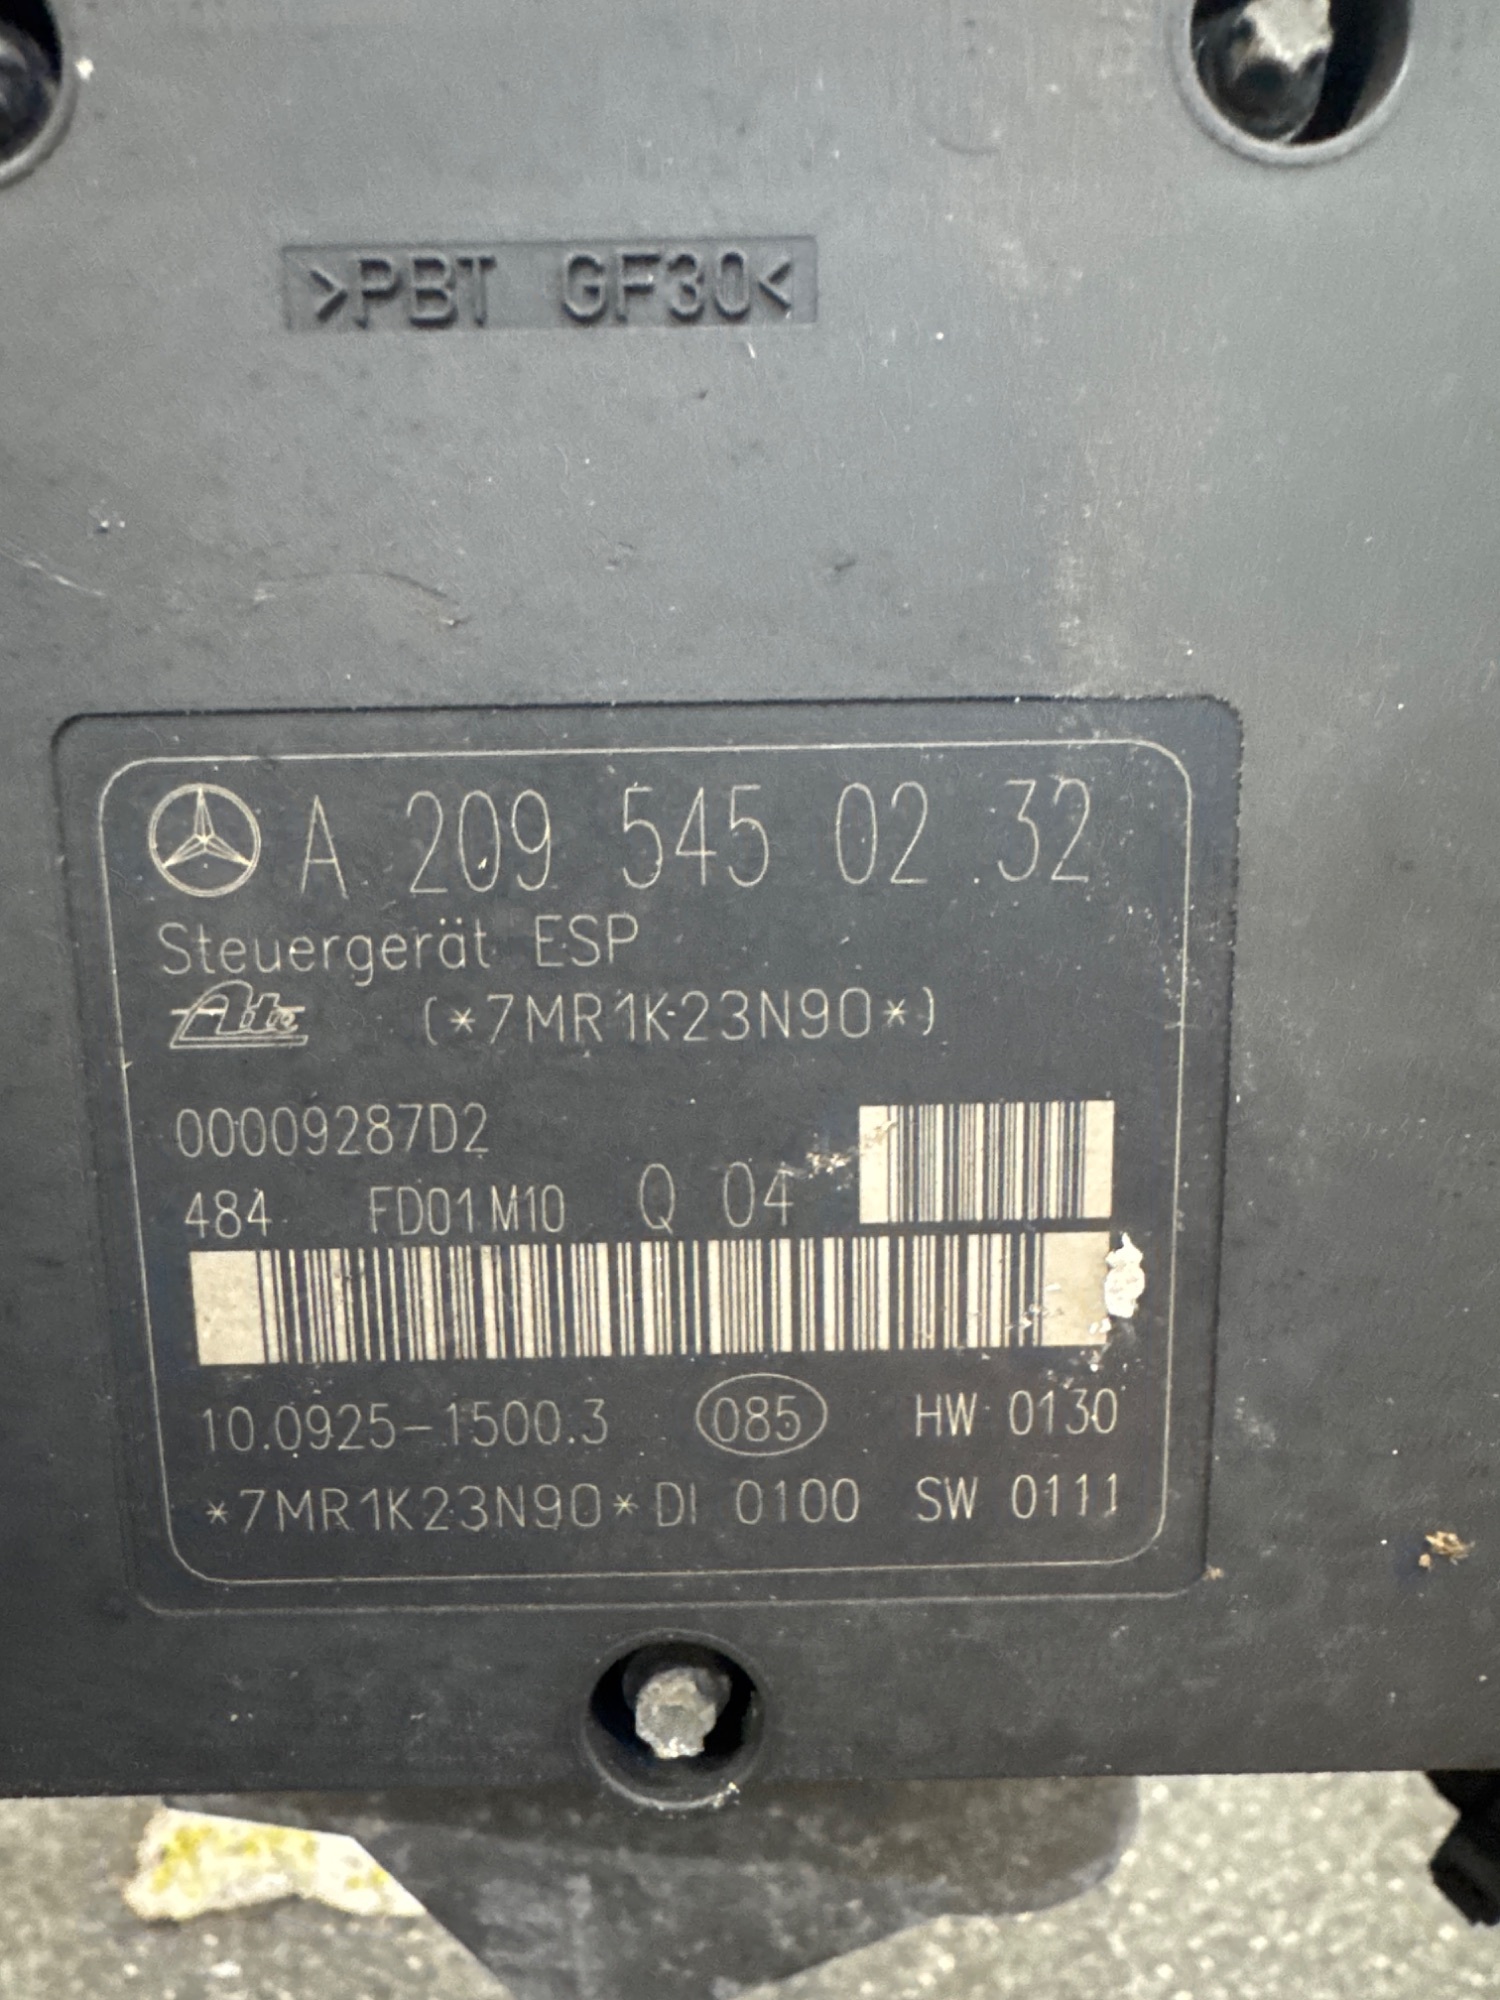 >PBT GF30<
A 209 545 02 32
Steuergerät ESP
Ate (*7MR1K23N90*)
00009287D2
484 FD01M10 Q 04
10.0925-1500.3 085 HW 0130
*7MR1K23N90* DI 0100 SW 0111